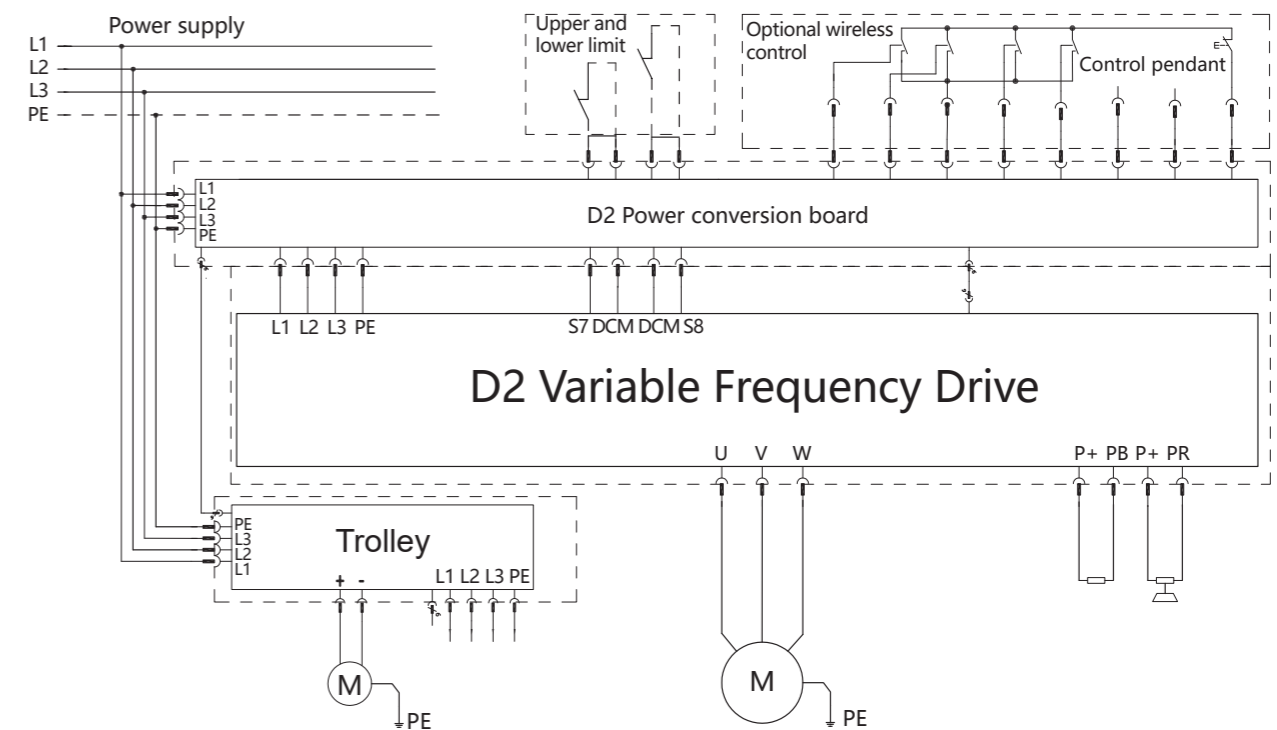 Power supply
L1
L2
L3
PE
Upper and
lower limit
Optional wireless
control
Control pendant
L1
L2
L3
PE
D2 Power conversion board
L1 L2 L3 PE
S7 DCM DCM S8
D2 Variable Frequency Drive
U V W
P+ PB P+ PR
PE
L3
L2
L1
Trolley
+ -
L1 L2 L3 PE
M
PE
M
PE